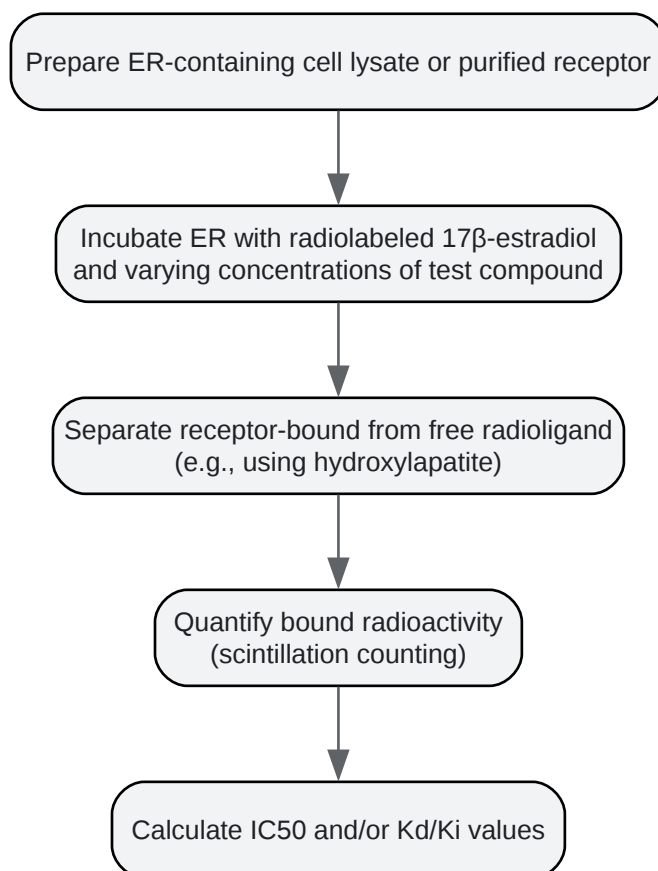 Prepare ER-containing cell lysate or purified receptor
Incubate ER with radiolabeled 17β-estradiol
and varying concentrations of test compound
Separate receptor-bound from free radioligand
(e.g., using hydroxylapatite)
Quantify bound radioactivity
(scintillation counting)
Calculate IC50 and/or Kd/Ki values